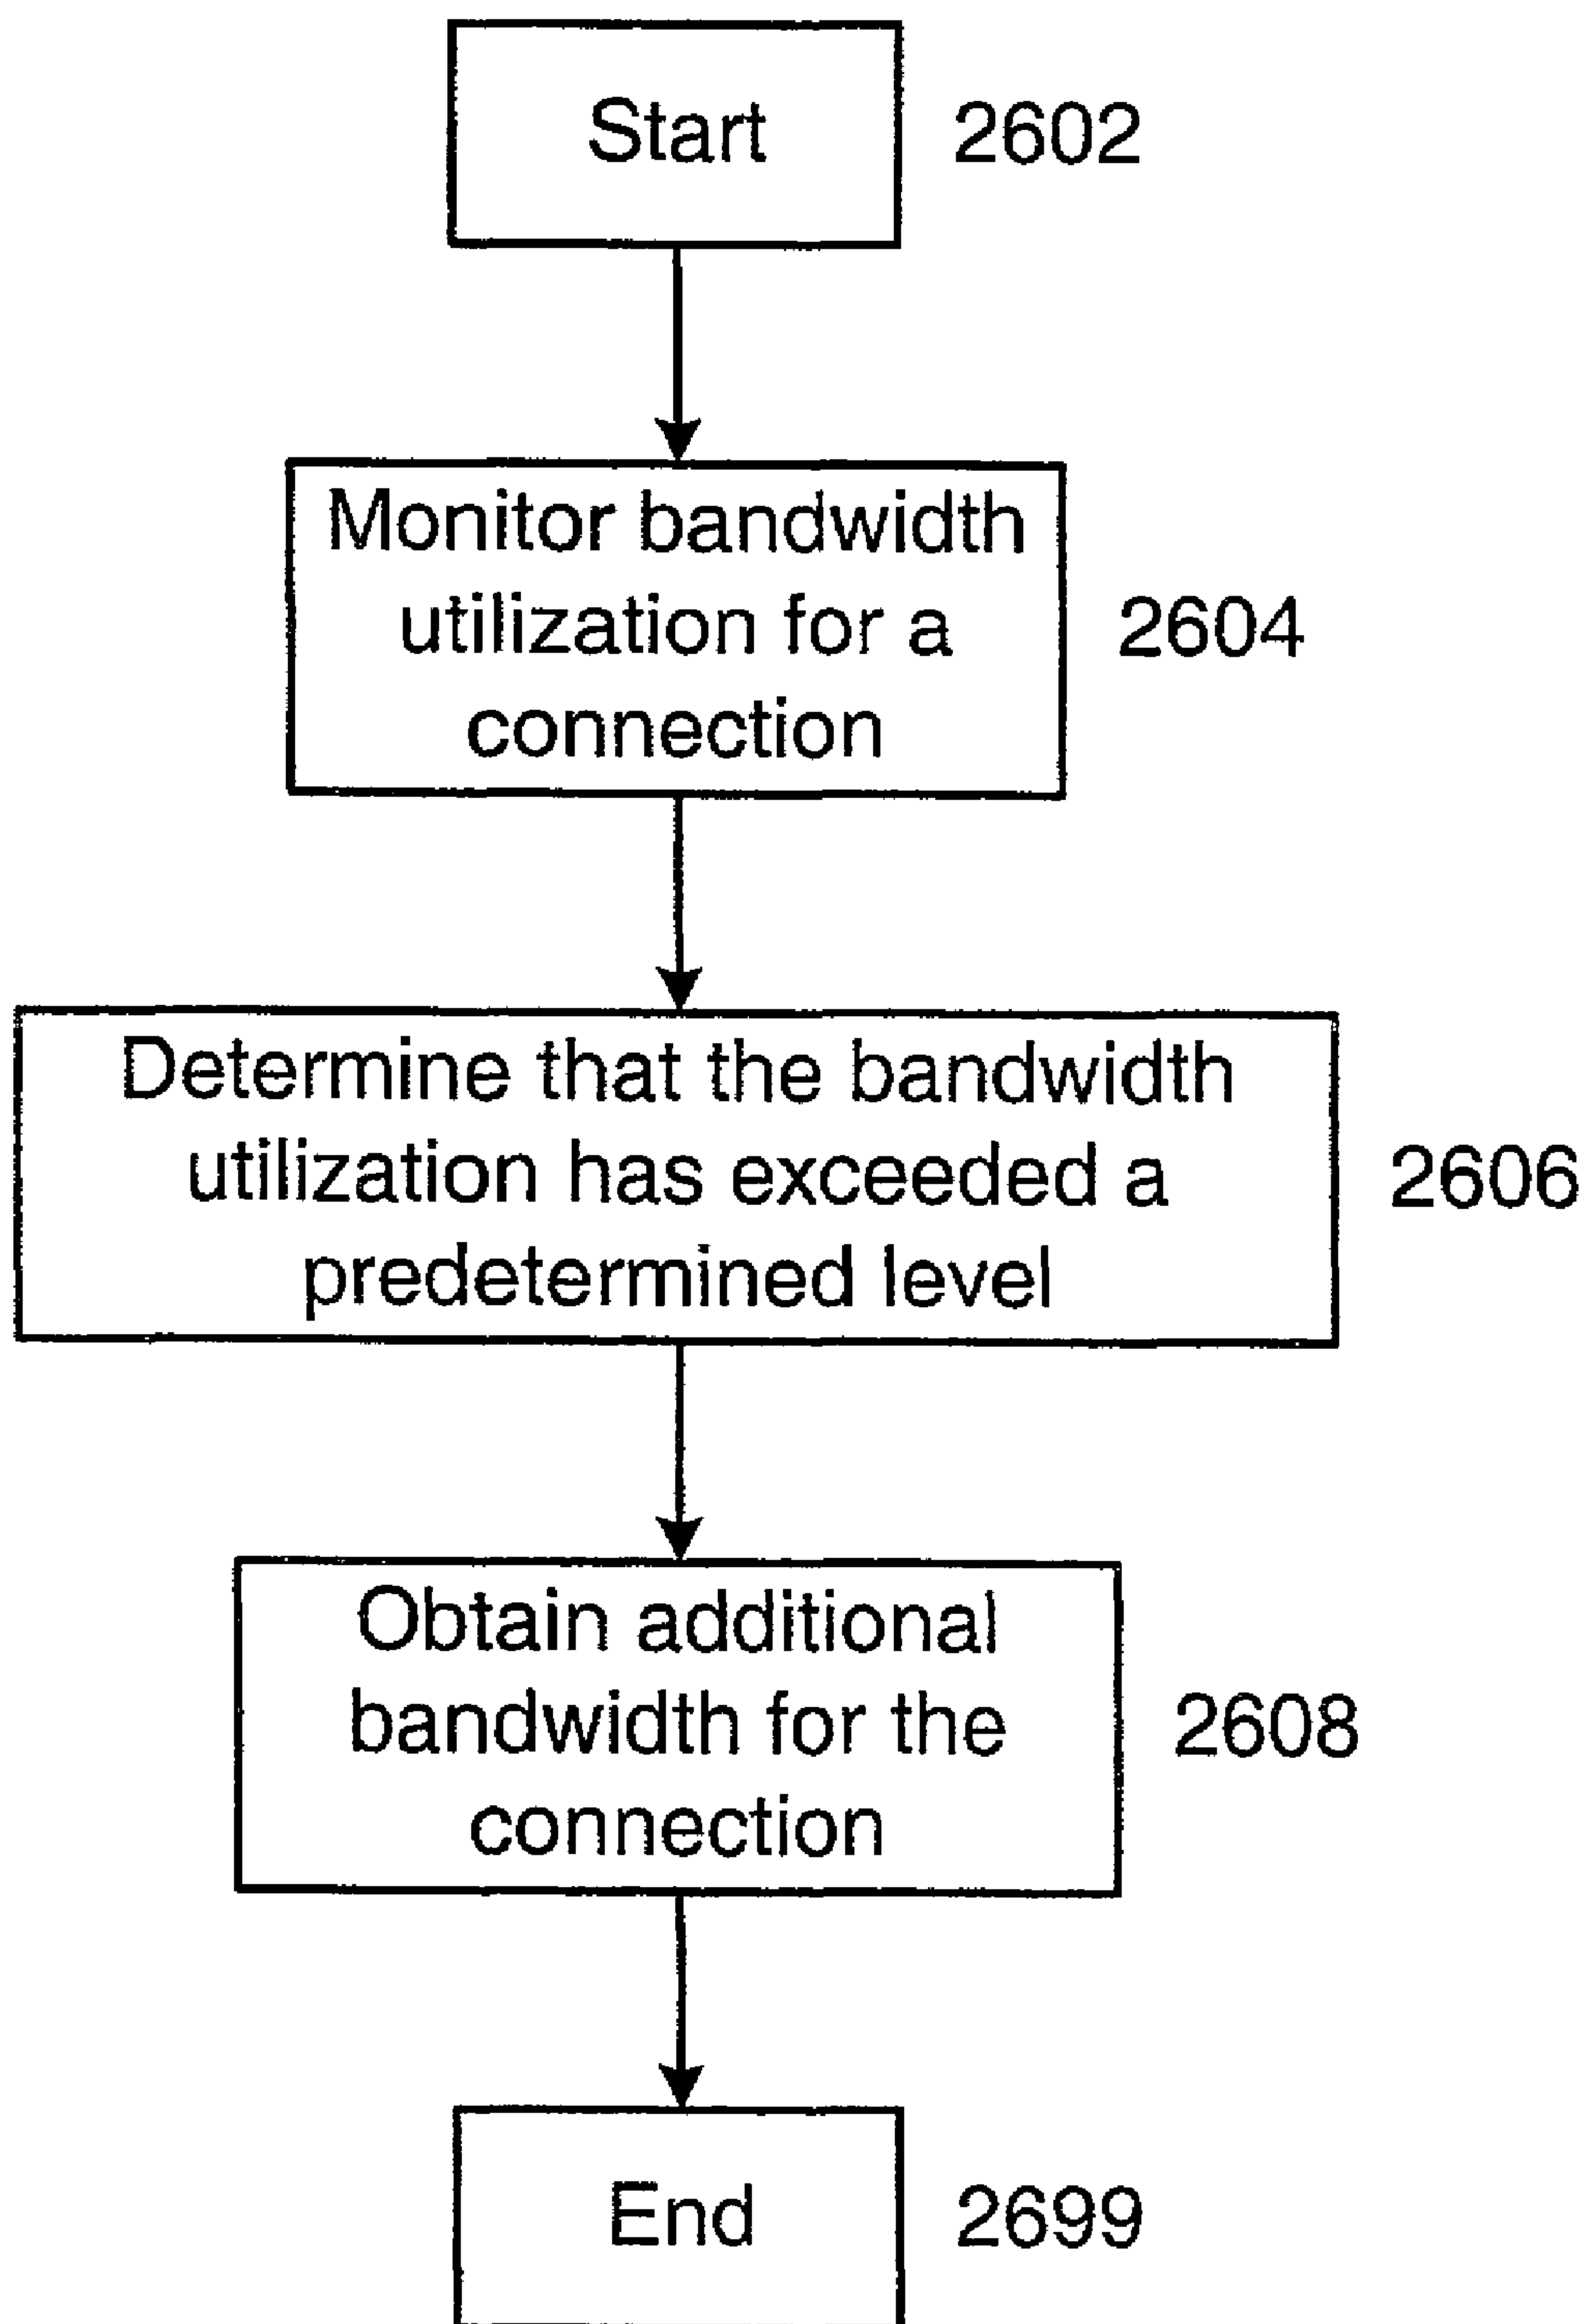 Start
2602
Monitor bandwidth
utilization for a
connection
2604
Determine that the bandwidth
utilization has exceeded a
predetermined level
2606
Obtain additional
bandwidth for the
connection
2608
End
2699